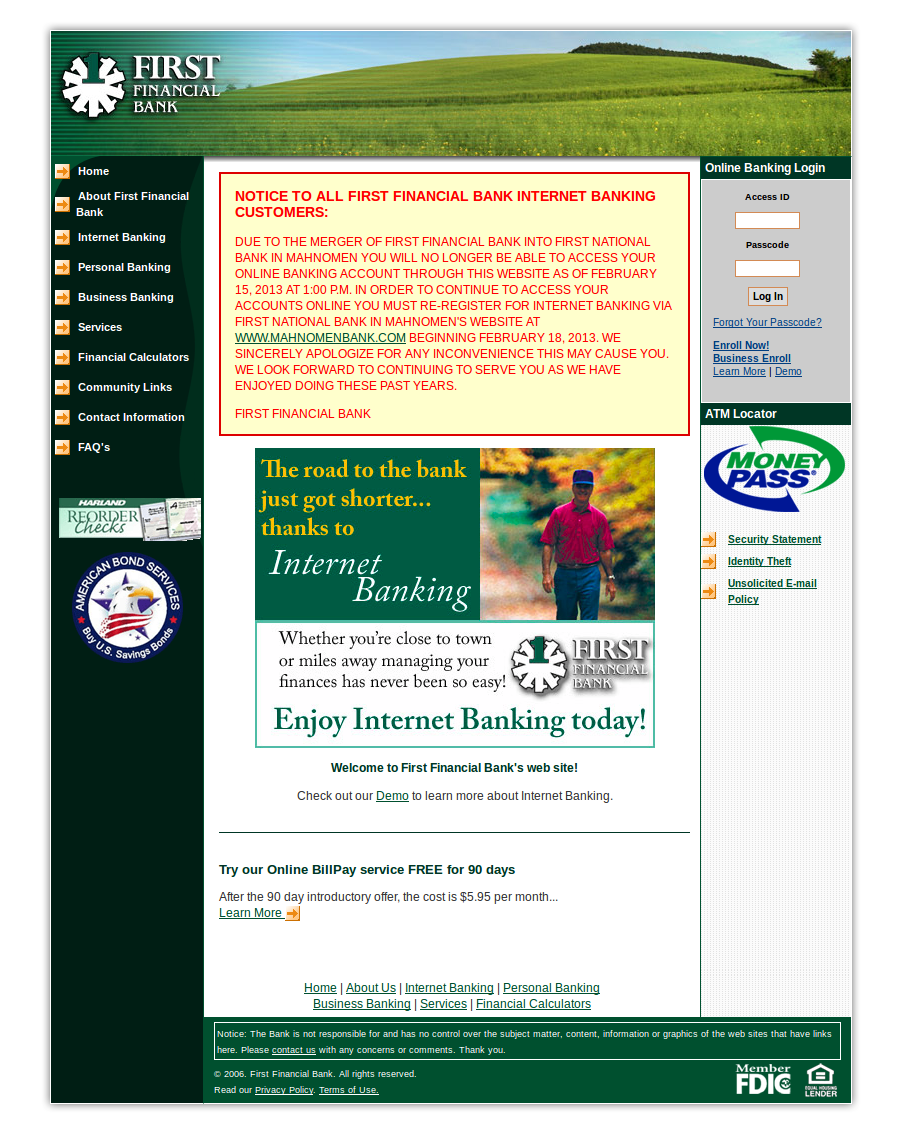 FIRST
FINANCIAL
BANK
Home
About First Financial
Bank
Internet Banking
Personal Banking
Business Banking
Services
Financial Calculators
Community Links
Contact Information
FAQ's
HARLAND
REORDER
Checks
AMERICAN BOND SERVICES
Buy U.S. Savings Bonds
NOTICE TO ALL FIRST FINANCIAL BANK INTERNET BANKING
CUSTOMERS:
DUE TO THE MERGER OF FIRST FINANCIAL BANK INTO FIRST NATIONAL
BANK IN MAHNOMEN YOU WILL NO LONGER BE ABLE TO ACCESS YOUR
ONLINE BANKING ACCOUNT THROUGH THIS WEBSITE AS OF FEBRUARY
15, 2013 AT 1:00 P.M. IN ORDER TO CONTINUE TO ACCESS YOUR
ACCOUNTS ONLINE YOU MUST RE-REGISTER FOR INTERNET BANKING VIA
FIRST NATIONAL BANK IN MAHNOMEN'S WEBSITE AT
WWW.MAHNOMENBANK.COM BEGINNING FEBRUARY 18, 2013. WE
SINCERELY APOLOGIZE FOR ANY INCONVENIENCE THIS MAY CAUSE YOU.
WE LOOK FORWARD TO CONTINUING TO SERVE YOU AS WE HAVE
ENJOYED DOING THESE PAST YEARS.
FIRST FINANCIAL BANK
The road to the bank
just got shorter...
thanks to
Internet
Banking
Whether you're close to town
or miles away managing your
finances has never been so easy!
FIRST
FINANCIAL
BANK
Enjoy Internet Banking today!
Welcome to First Financial Bank's web site!
Check out our Demo to learn more about Internet Banking.
Try our Online BillPay service FREE for 90 days
After the 90 day introductory offer, the cost is $5.95 per month...
Learn More
Home | About Us | Internet Banking | Personal Banking
Business Banking | Services | Financial Calculators
Online Banking Login
Access ID
Passcode
Log In
Forgot Your Passcode?
Enroll Now!
Business Enroll
Learn More | Demo
ATM Locator
MONEY
PASS®
Security Statement
Identity Theft
Unsolicited E-mail
Policy
Notice: The Bank is not responsible for and has no control over the subject matter, content, information or graphics of the web sites that have links
here. Please contact us with any concerns or comments. Thank you.
© 2006. First Financial Bank. All rights reserved.
Read our Privacy Policy. Terms of Use.
Member
FDIC
EQUAL HOUSING
LENDER